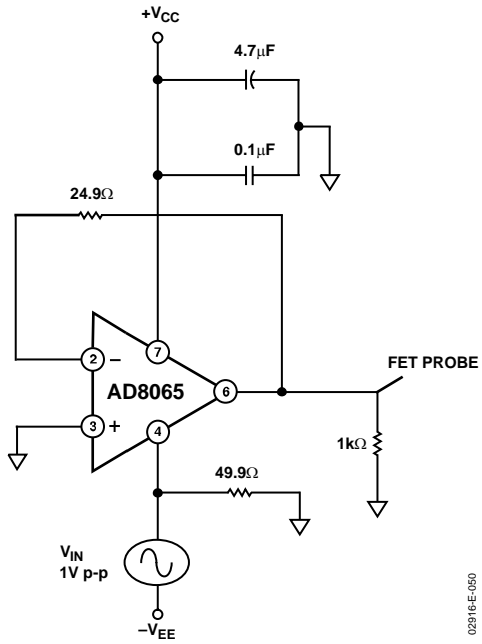 +VCC
4.7µF
0.1µF
24.9Ω
2
−
7
FET PROBE
AD8065
6
3
+
4
1kΩ
49.9Ω
VIN
1V p-p
−VEE
02916-E-050